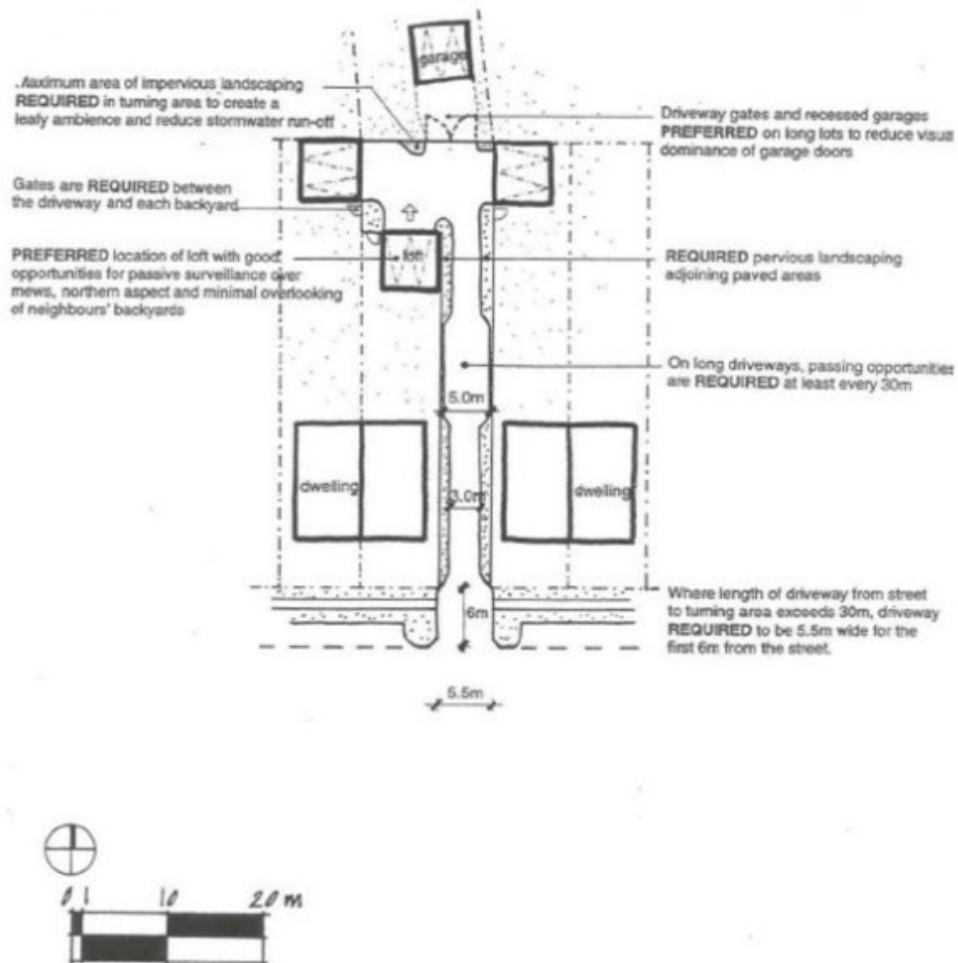 garage
.Maximum area of impervious landscaping
REQUIRED in turning area to create a
leafy ambience and reduce stormwater run-off
Driveway gates and recessed garages
PREFERRED on long lots to reduce visual
dominance of garage doors
Gates are REQUIRED between
the driveway and each backyard
PREFERRED location of loft with good
opportunities for passive surveillance over
mews, northern aspect and minimal overlooking
of neighbours' backyards
loft
REQUIRED pervious landscaping
adjoining paved areas
On long driveways, passing opportunities
are REQUIRED at least every 30m
5.0m
dwelling
3.0m
dwelling
6m
Where length of driveway from street
to turning area exceeds 30m, driveway
REQUIRED to be 5.5m wide for the
first 6m from the street.
5.5m
0 1 10 20 m